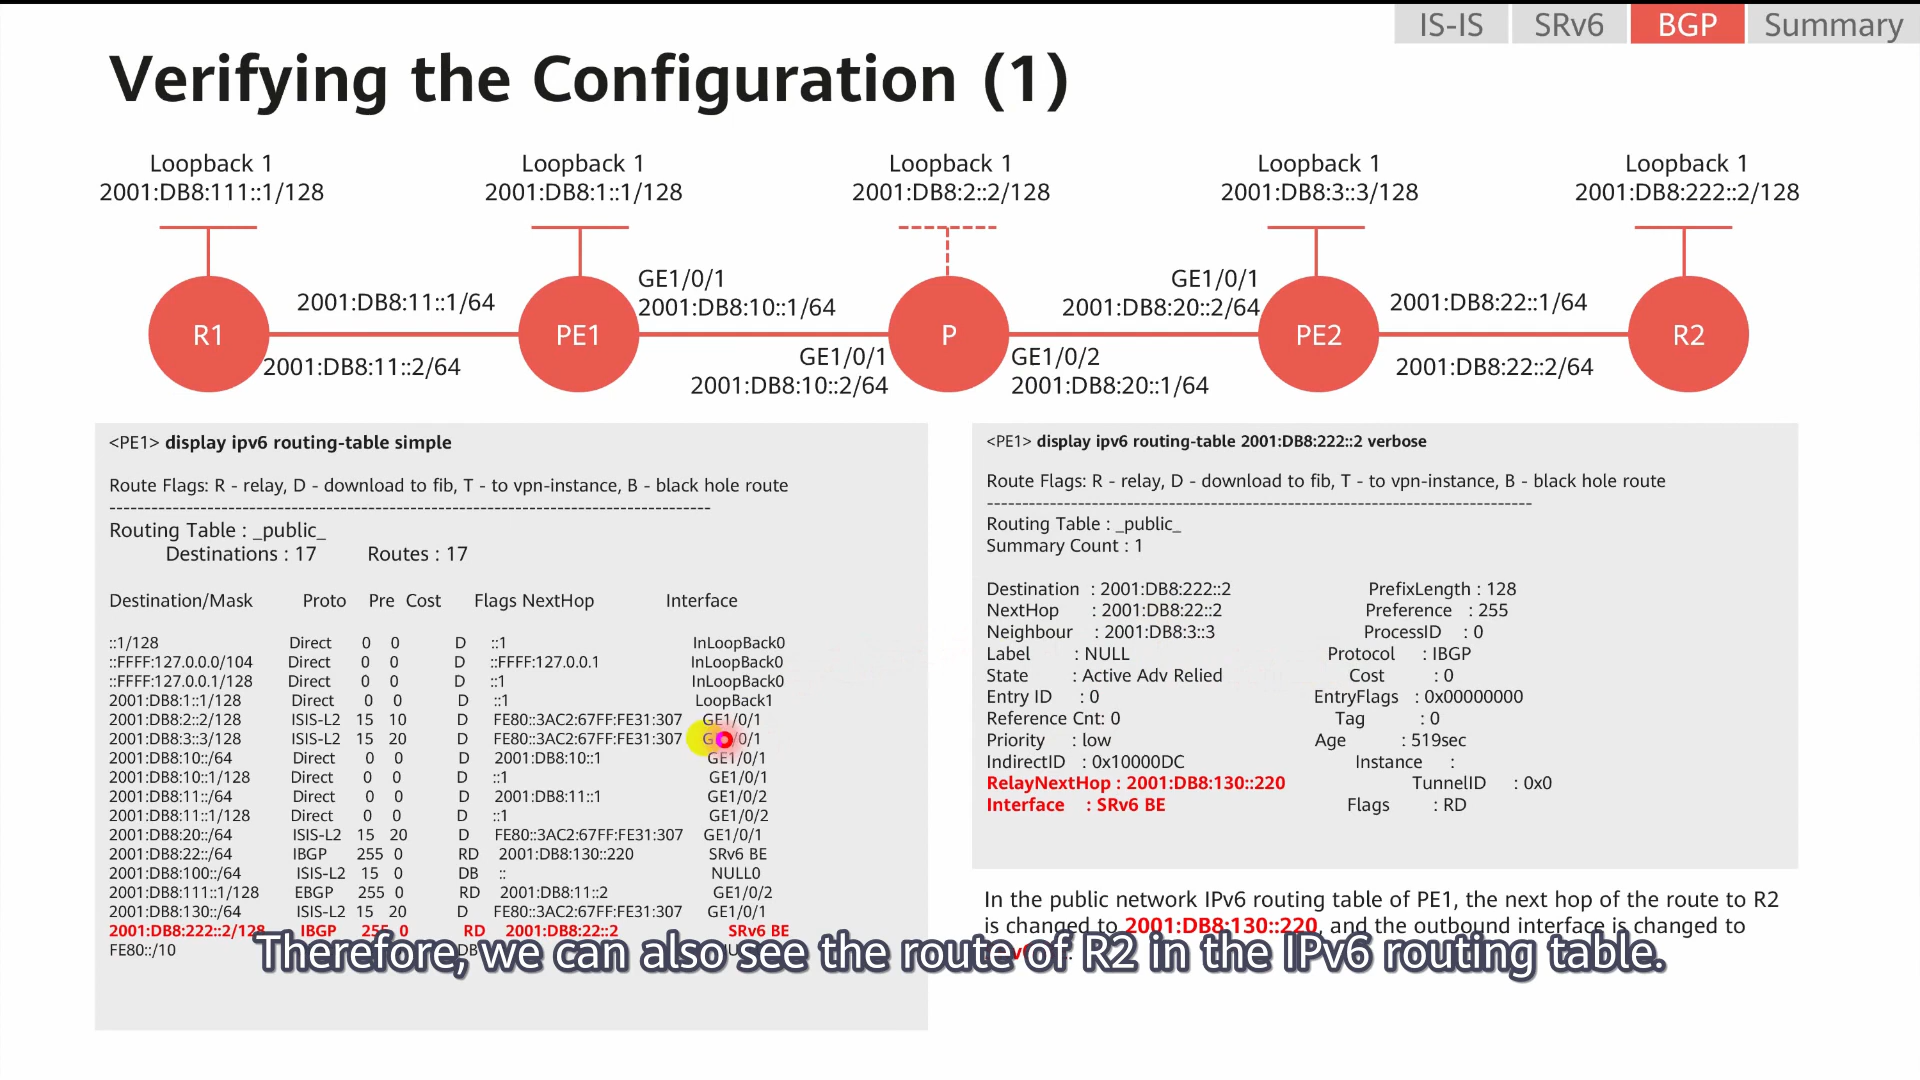 IS-IS SRv6 BGP Summary
Verifying the Configuration (1)
Loopback 1 Loopback 1 Loopback 1 Loopback 1 Loopback 1
2001:DB8:111::1/128 2001:DB8:1::1/128 2001:DB8:2::2/128 2001:DB8:3::3/128 2001:DB8:222::2/128
GE1/0/1 GE1/0/1
2001:DB8:11::1/64 2001:DB8:10::1/64 2001:DB8:20::2/64 2001:DB8:22::1/64
R1 PE1 P PE2 R2
GE1/0/1 GE1/0/2
2001:DB8:11::2/64 2001:DB8:10::2/64 2001:DB8:20::1/64 2001:DB8:22::2/64
<PE1> display ipv6 routing-table simple
Route Flags: R - relay, D - download to fib, T - to vpn-instance, B - black hole route
--------------------------------------------------------------------------------------
Routing Table : _public_
Destinations : 17 Routes : 17
Destination/Mask Proto Pre Cost Flags NextHop Interface
::1/128 Direct 0 0 D ::1 InLoopBack0
::FFFF:127.0.0.0/104 Direct 0 0 D ::FFFF:127.0.0.1 InLoopBack0
::FFFF:127.0.0.1/128 Direct 0 0 D ::1 InLoopBack0
2001:DB8:1::1/128 Direct 0 0 D ::1 LoopBack1
2001:DB8:2::2/128 ISIS-L2 15 10 D FE80::3AC2:67FF:FE31:307 GE1/0/1
2001:DB8:3::3/128 ISIS-L2 15 20 D FE80::3AC2:67FF:FE31:307 GE1/0/1
2001:DB8:10::/64 Direct 0 0 D 2001:DB8:10::1 GE1/0/1
2001:DB8:10::1/128 Direct 0 0 D ::1 GE1/0/1
2001:DB8:11::/64 Direct 0 0 D 2001:DB8:11::1 GE1/0/2
2001:DB8:11::1/128 Direct 0 0 D ::1 GE1/0/2
2001:DB8:20::/64 ISIS-L2 15 20 D FE80::3AC2:67FF:FE31:307 GE1/0/1
2001:DB8:22::/64 IBGP 255 0 RD 2001:DB8:130::220 SRv6 BE
2001:DB8:100::/64 ISIS-L2 15 0 DB :: NULL0
2001:DB8:111::1/128 EBGP 255 0 RD 2001:DB8:11::2 GE1/0/2
2001:DB8:130::/64 ISIS-L2 15 20 D FE80::3AC2:67FF:FE31:307 GE1/0/1
2001:DB8:222::2/128 IBGP 255 0 RD 2001:DB8:22::2 SRv6 BE
FE80::/10 DB
<PE1> display ipv6 routing-table 2001:DB8:222::2 verbose
Route Flags: R - relay, D - download to fib, T - to vpn-instance, B - black hole route
------------------------------------------------------------------------------
Routing Table : _public_
Summary Count : 1
Destination : 2001:DB8:222::2 PrefixLength : 128
NextHop : 2001:DB8:22::2 Preference : 255
Neighbour : 2001:DB8:3::3 ProcessID : 0
Label : NULL Protocol : IBGP
State : Active Adv Relied Cost : 0
Entry ID : 0 EntryFlags : 0x00000000
Reference Cnt: 0 Tag : 0
Priority : low Age : 519sec
IndirectID : 0x10000DC Instance :
RelayNextHop : 2001:DB8:130::220 TunnelID : 0x0
Interface : SRv6 BE Flags : RD
In the public network IPv6 routing table of PE1, the next hop of the route to R2
is changed to 2001:DB8:130::220, and the outbound interface is changed to
Therefore, we can also see the route of R2 in the IPv6 routing table.